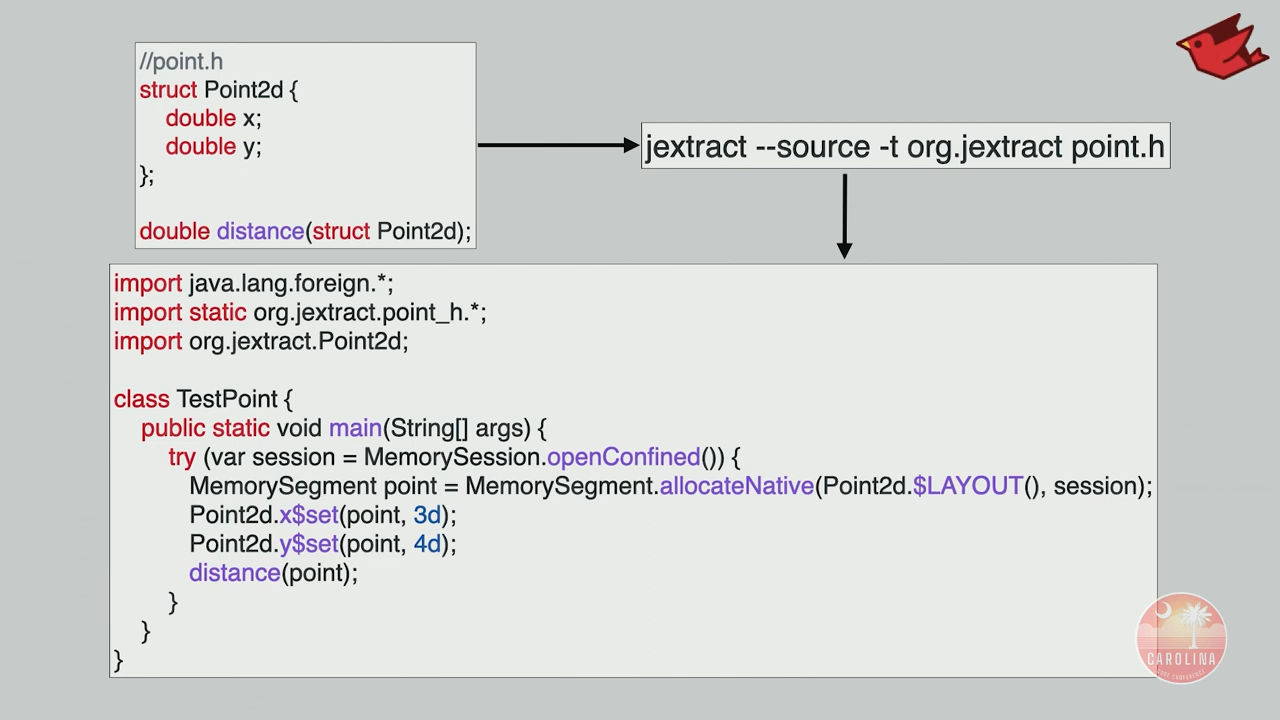 //point.h
struct Point2d {
double x;
double y;
};
double distance(struct Point2d);
jextract --source -t org.jextract point.h
import java.lang.foreign.*;
import static org.jextract.point_h.*;
import org.jextract.Point2d;
class TestPoint {
public static void main(String[] args) {
try (var session = MemorySession.openConfined()) {
MemorySegment point = MemorySegment.allocateNative(Point2d.$LAYOUT(), session);
Point2d.x$set(point, 3d);
Point2d.y$set(point, 4d);
distance(point);
}
}
}
CAROLINA
CODE CONFERENCE